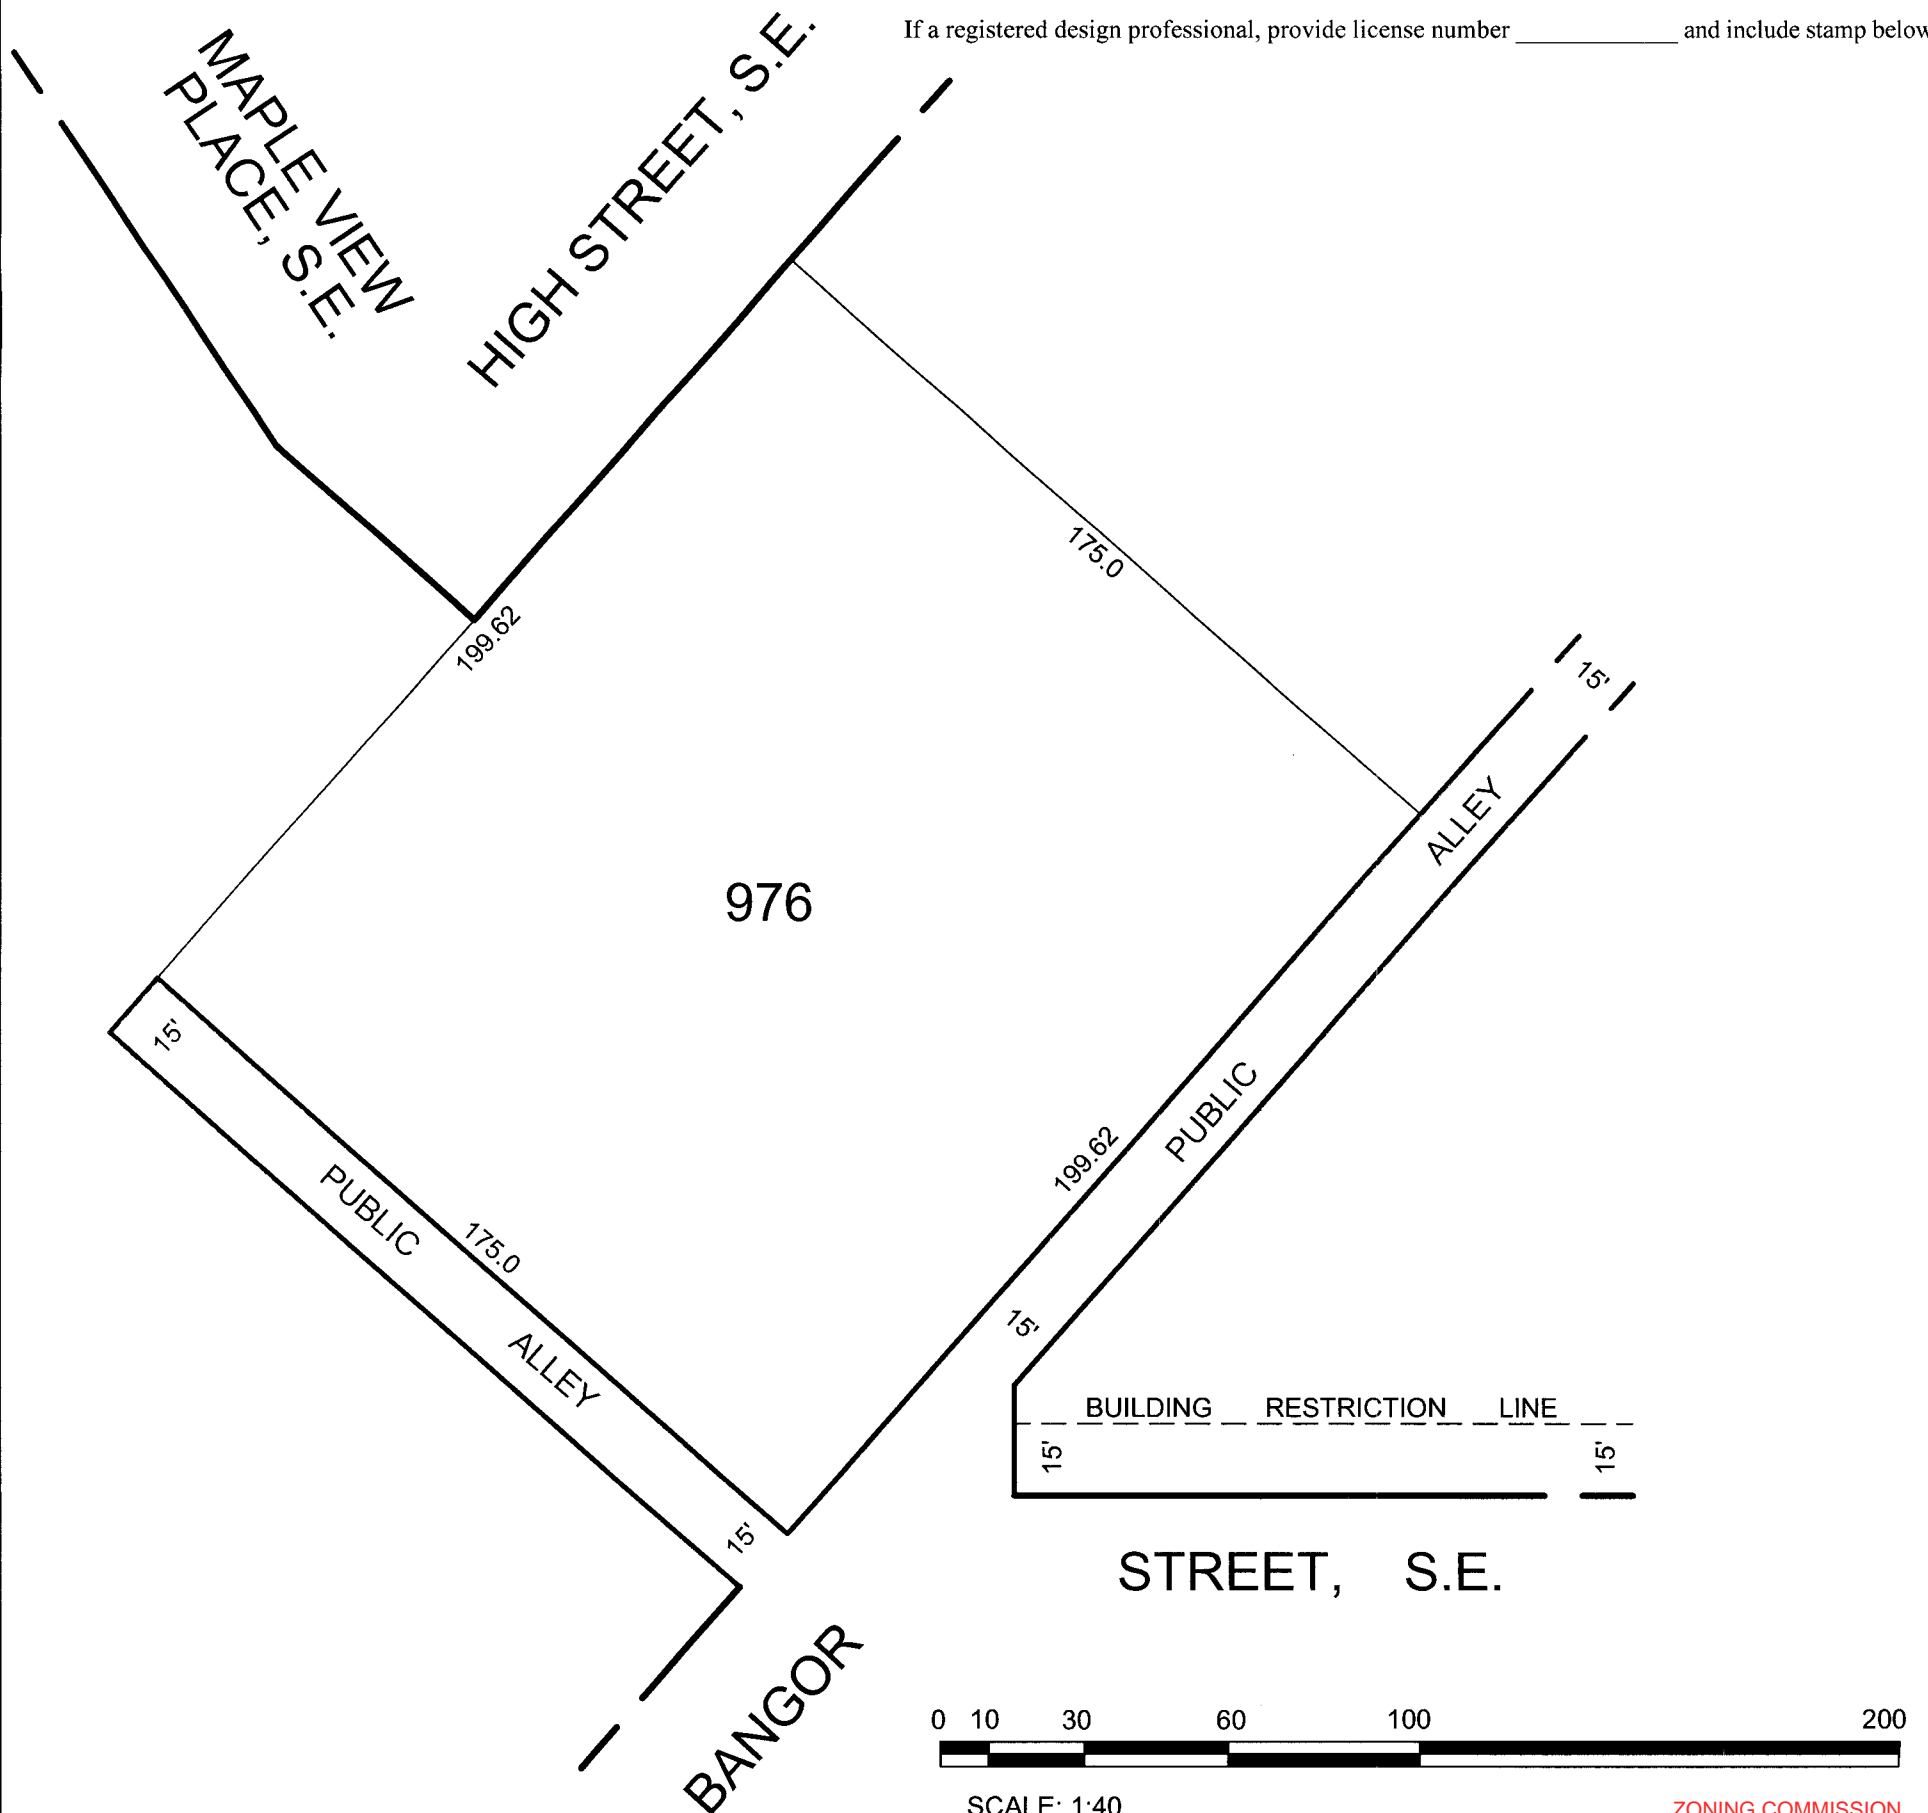 If a registered design professional, provide license number ____________ and include stamp below
MAPLE VIEW
PLACE, S.E.
HIGH STREET, S.E.
175.0
199.62
15'
ALLEY
976
15'
PUBLIC
199.62
PUBLIC
175.0
ALLEY
15'
BUILDING RESTRICTION LINE
15'
15'
15'
STREET, S.E.
BANGOR
0 10 30 60 100 200
SCALE: 1:40
ZONING COMMISSION